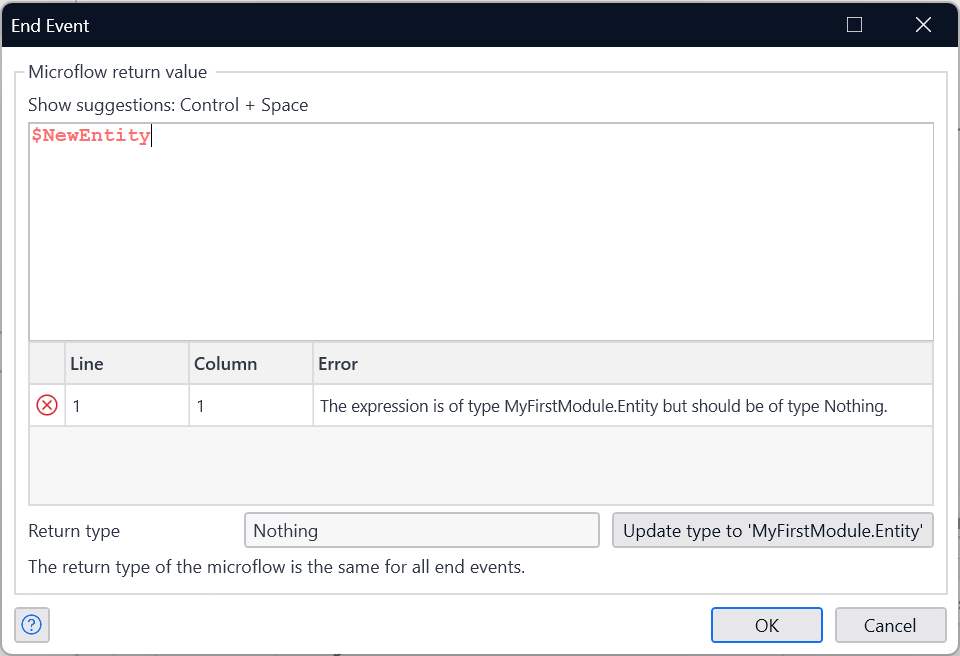 End Event
Microflow return value
Show suggestions: Control + Space
$NewEntity
Line Column Error
1 1 The expression is of type MyFirstModule.Entity but should be of type Nothing.
Return type Nothing Update type to 'MyFirstModule.Entity'
The return type of the microflow is the same for all end events.
? OK Cancel